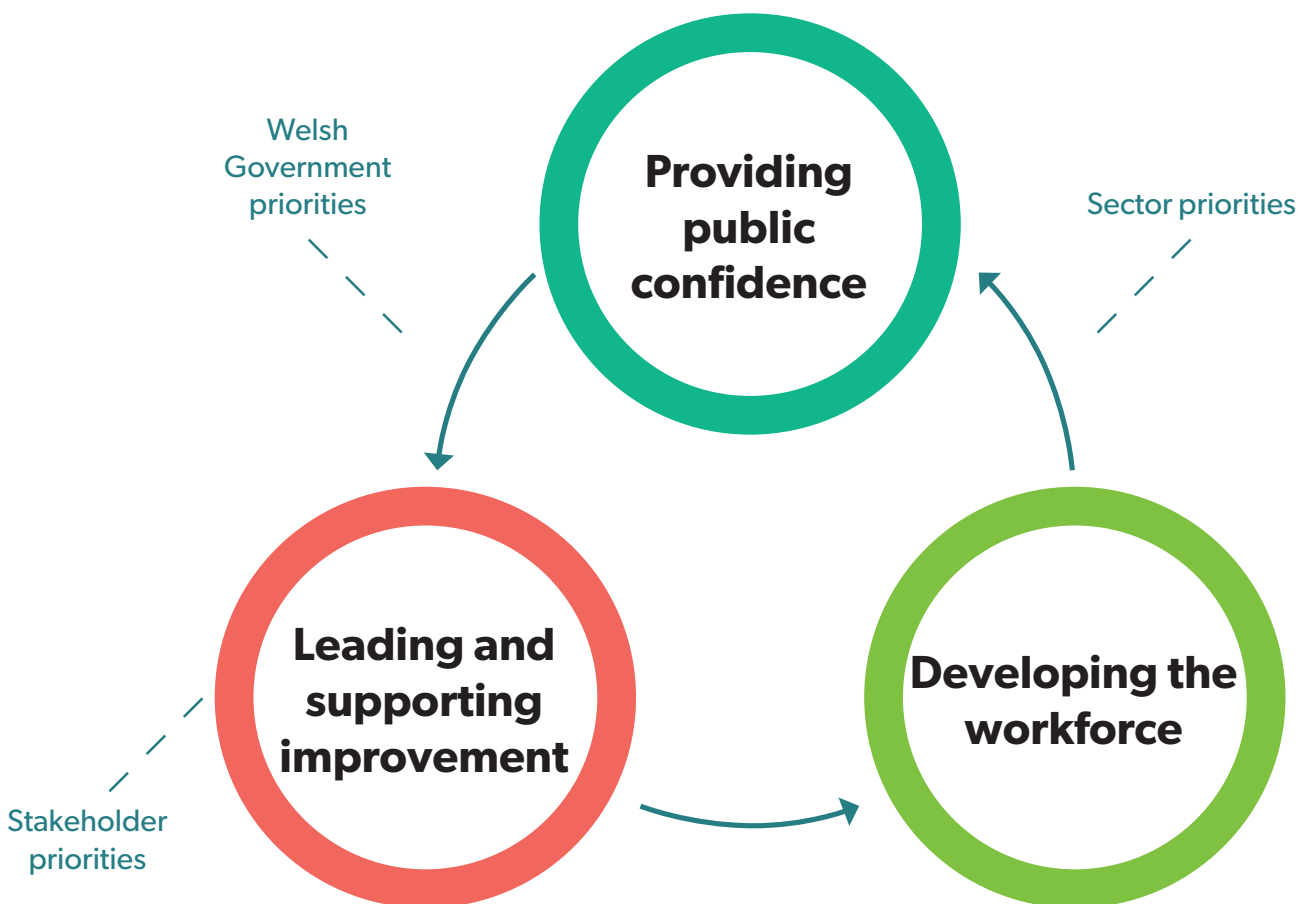 Welsh
Government
priorities
Providing
public
confidence
Sector priorities
Leading and
supporting
improvement
Developing the
workforce
Stakeholder
priorities